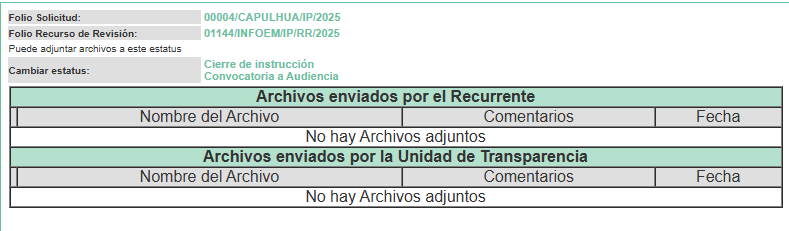 Folio Solicitud: 00004/CAPULHUA/IP/2025
Folio Recurso de Revisión: 01144/INFOEM/IP/RR/2025
Puede adjuntar archivos a este estatus
Cambiar estatus: Cierre de instrucción
Convocatoria a Audiencia
Archivos enviados por el Recurrente
Nombre del Archivo Comentarios Fecha
No hay Archivos adjuntos
Archivos enviados por la Unidad de Transparencia
Nombre del Archivo Comentarios Fecha
No hay Archivos adjuntos